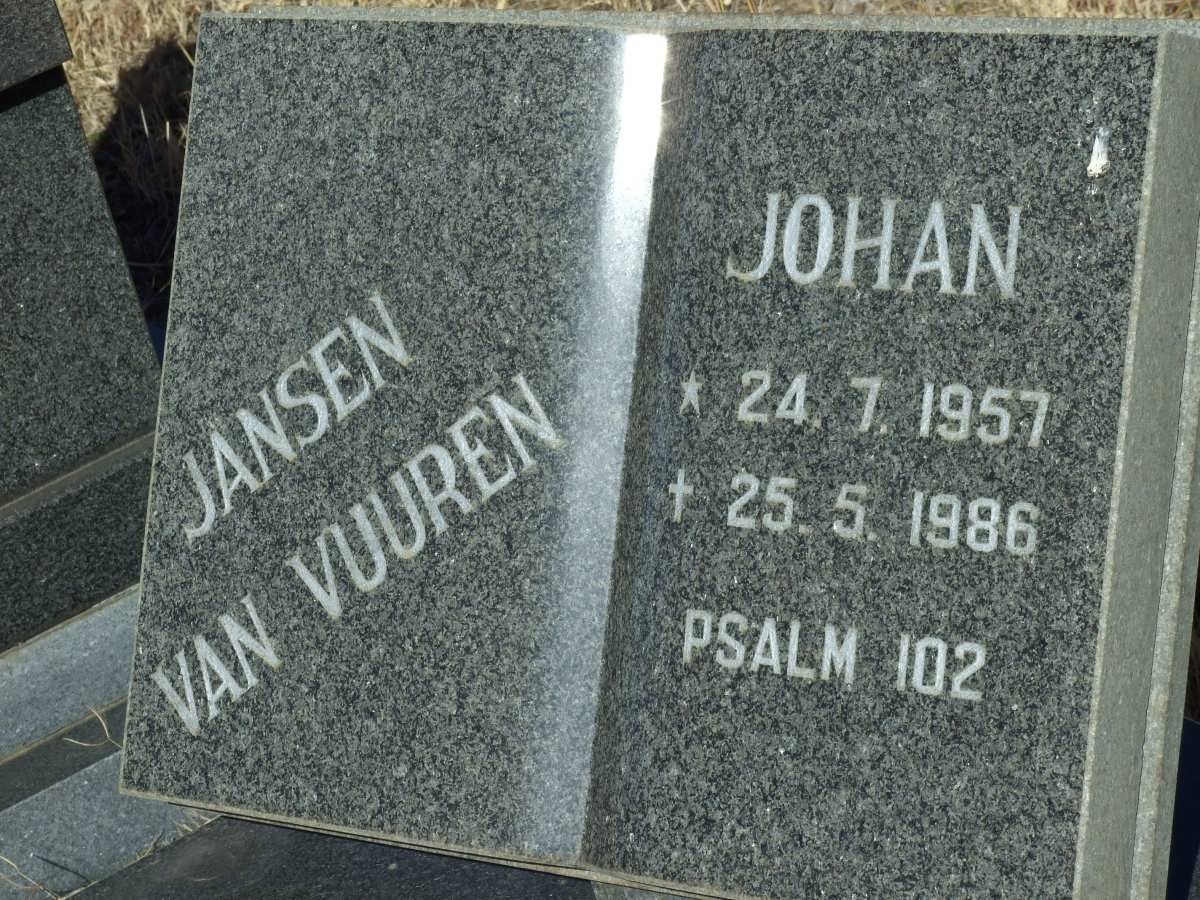 JANSEN
VAN VUUREN
JOHAN
★ 24. 7. 1957
✝ 25. 5. 1986
PSALM 102